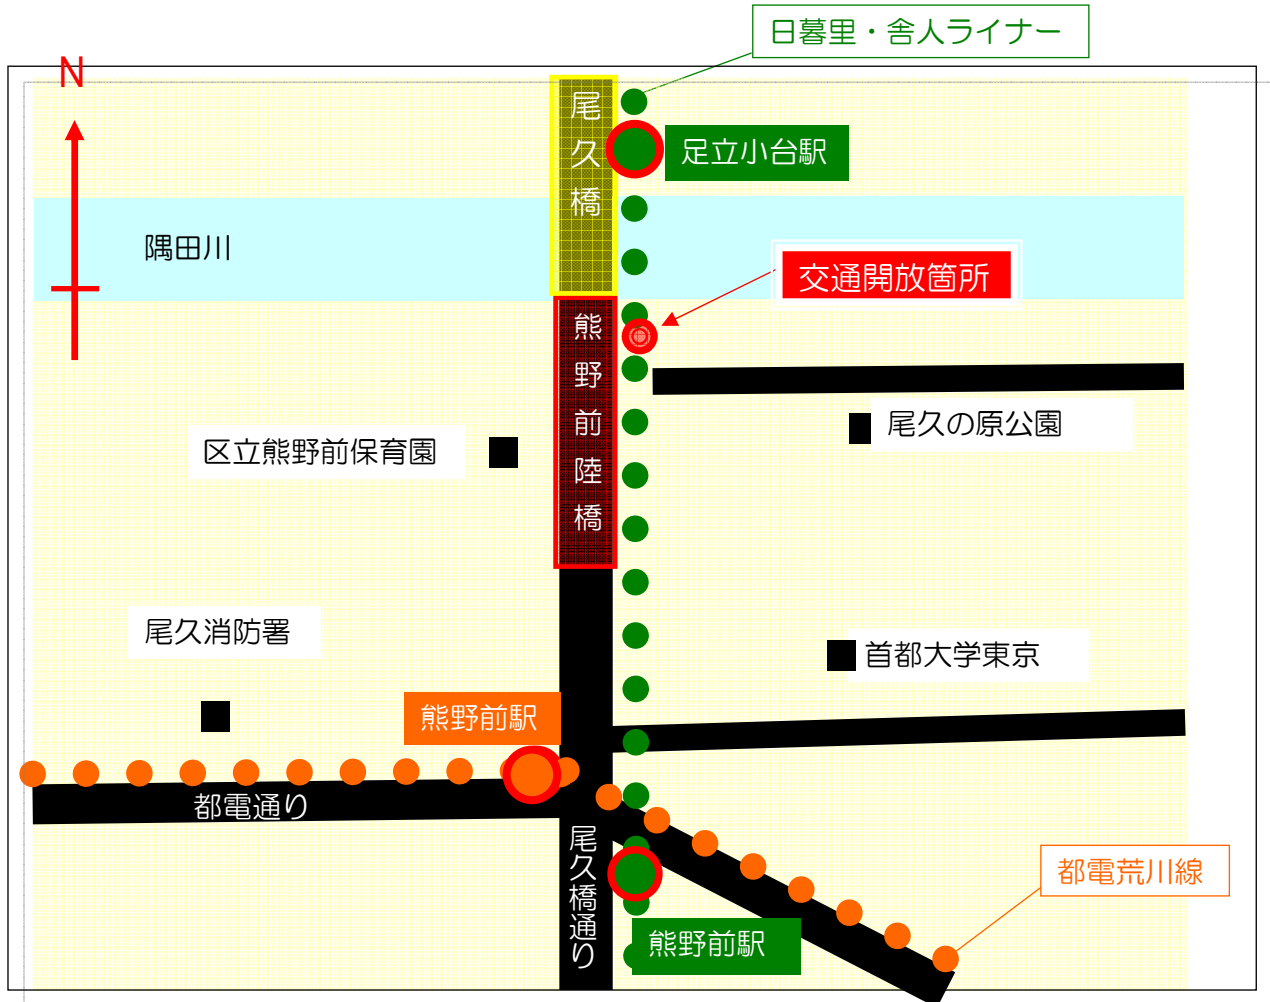 日暮里・舎人ライナー
N
尾久橋
足立小台駅
隅田川
交通開放箇所
熊野前陸橋
尾久の原公園
区立熊野前保育園
尾久消防署
首都大学東京
熊野前駅
都電通り
尾久橋通り
都電荒川線
熊野前駅